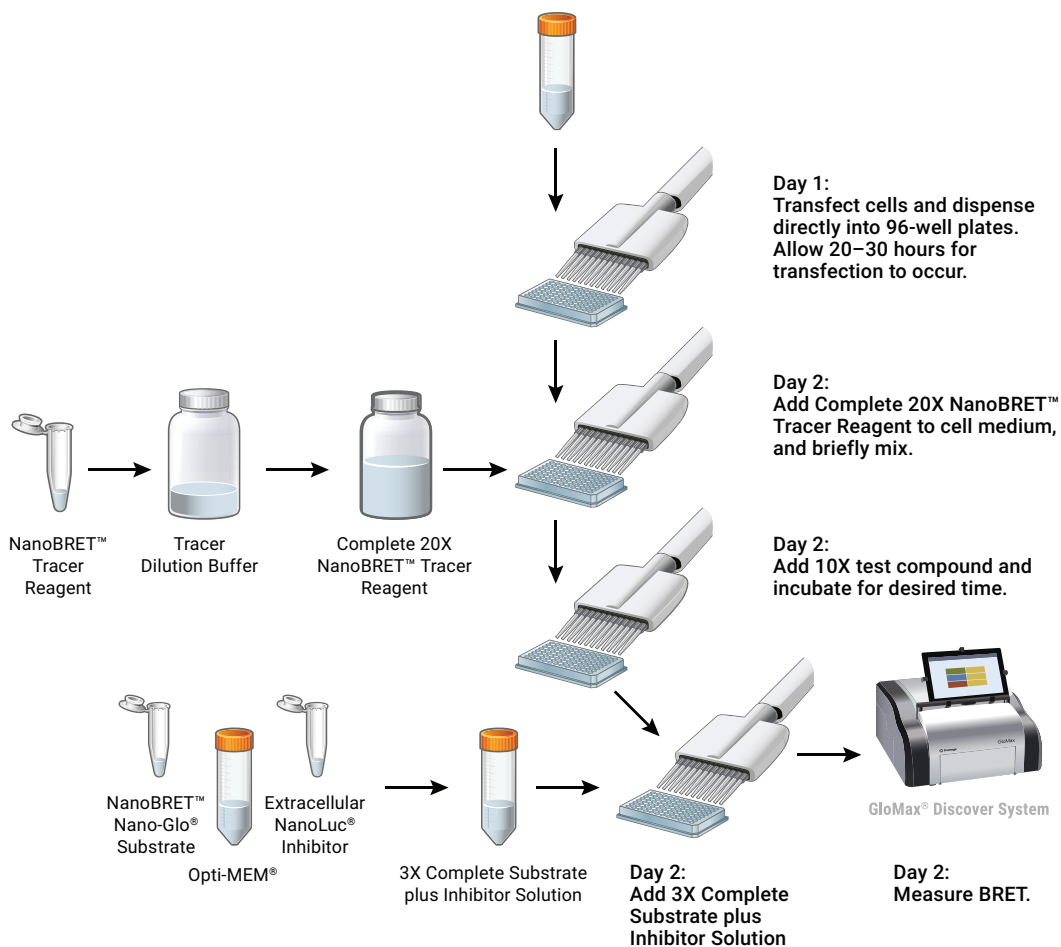 Day 1:
Transfect cells and dispense
directly into 96-well plates.
Allow 20–30 hours for
transfection to occur.
Day 2:
Add Complete 20X NanoBRET™
Tracer Reagent to cell medium,
and briefly mix.
NanoBRET™
Tracer
Reagent
Tracer
Dilution Buffer
Complete 20X
NanoBRET™ Tracer
Reagent
Day 2:
Add 10X test compound and
incubate for desired time.
NanoBRET™
Nano-Glo®
Substrate
Extracellular
NanoLuc®
Inhibitor
Opti-MEM®
3X Complete Substrate
plus Inhibitor Solution
Day 2:
Add 3X Complete
Substrate plus
Inhibitor Solution
Promega
GloMax
GloMax® Discover System
Day 2:
Measure BRET.